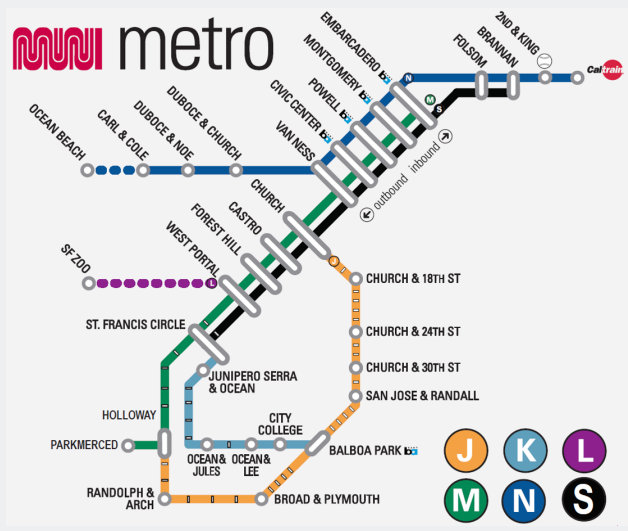 MUNI metro
2ND & KING
BRANNAN
FOLSOM
EMBARCADERO
MONTGOMERY
POWELL
CIVIC CENTER
VAN NESS
Caltrain
N
M
S
DUBOCE & CHURCH
DUBOCE & NOE
CARL & COLE
OCEAN BEACH
outbound inbound
CHURCH
CASTRO
FOREST HILL
WEST PORTAL
SF ZOO
L
J
CHURCH & 18TH ST
ST. FRANCIS CIRCLE
CHURCH & 24TH ST
CHURCH & 30TH ST
JUNIPERO SERRA
& OCEAN
SAN JOSE & RANDALL
HOLLOWAY
CITY
COLLEGE
PARKMERCED
BALBOA PARK
OCEAN&
JULES
OCEAN&
LEE
RANDOLPH &
ARCH
BROAD & PLYMOUTH
J K L
M N S